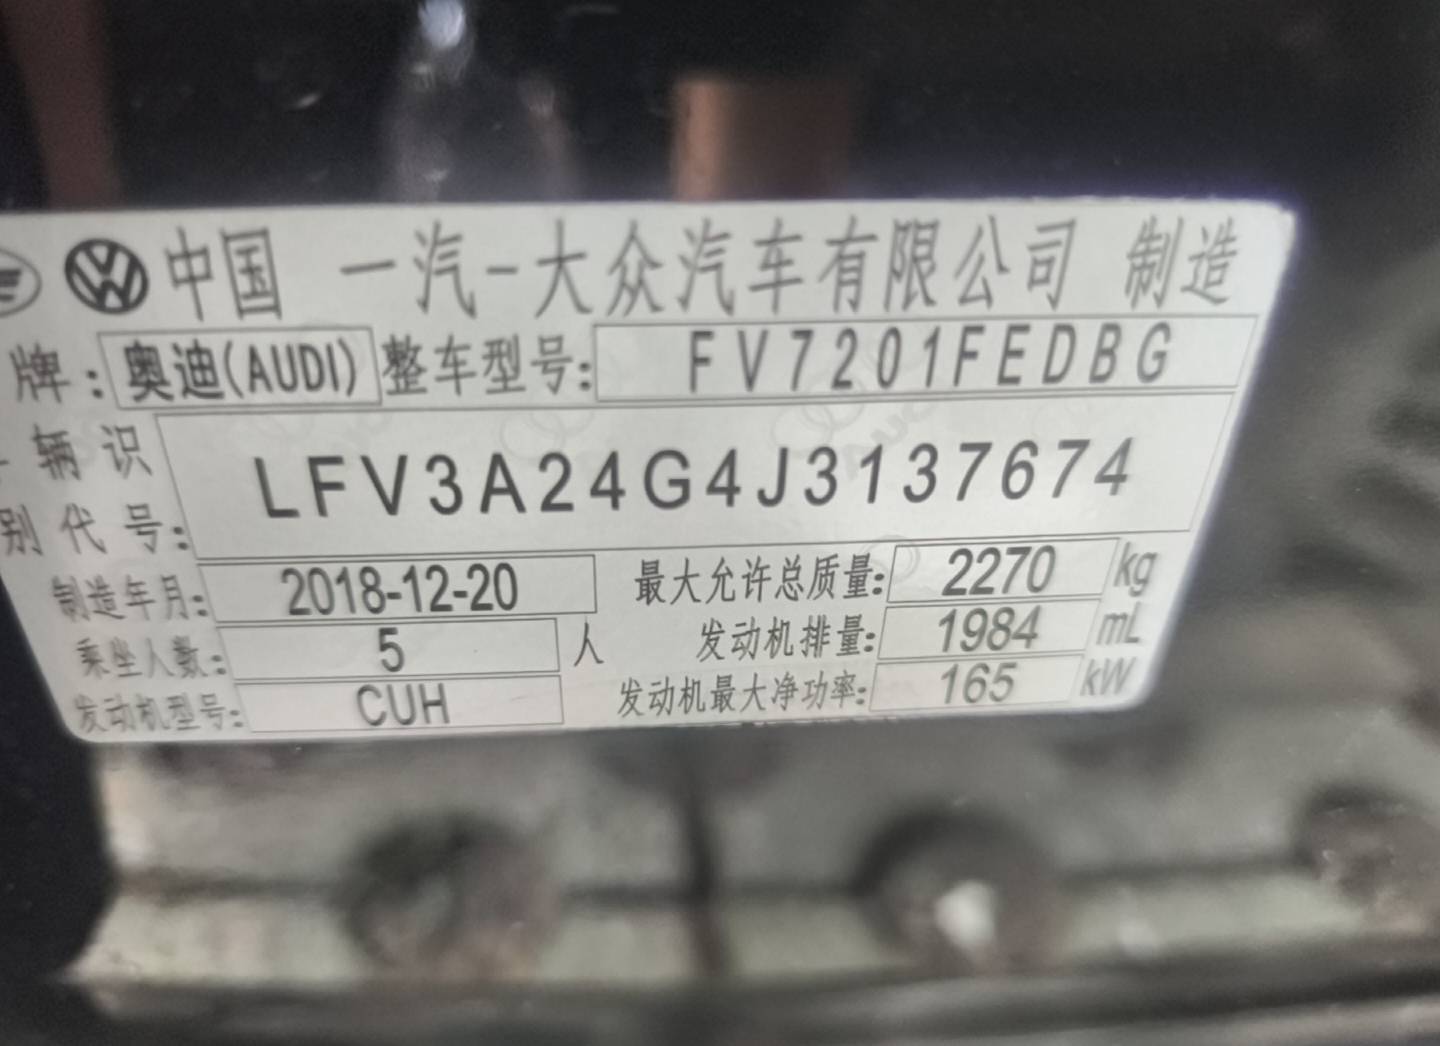 中国 一汽-大众汽车有限公司 制造
牌: 奥迪(AUDI) 整车型号: FV7201FEDBG
辆识
别代号: LFV3A24G4J3137674
制造年月: 2018-12-20 最大允许总质量: 2270 kg
乘坐人数: 5 人 发动机排量: 1984 mL
发动机型号: CUH 发动机最大净功率: 165 kW